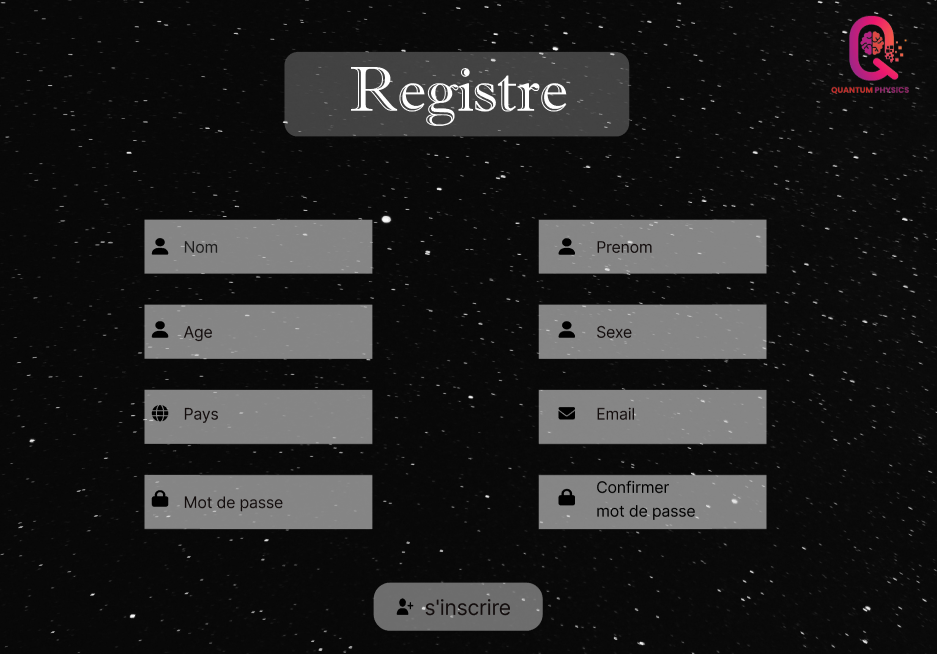 Registre
QUANTUM PHYSICS
Nom
Prenom
Age
Sexe
Pays
Email
Mot de passe
Confirmer
mot de passe
s'inscrire